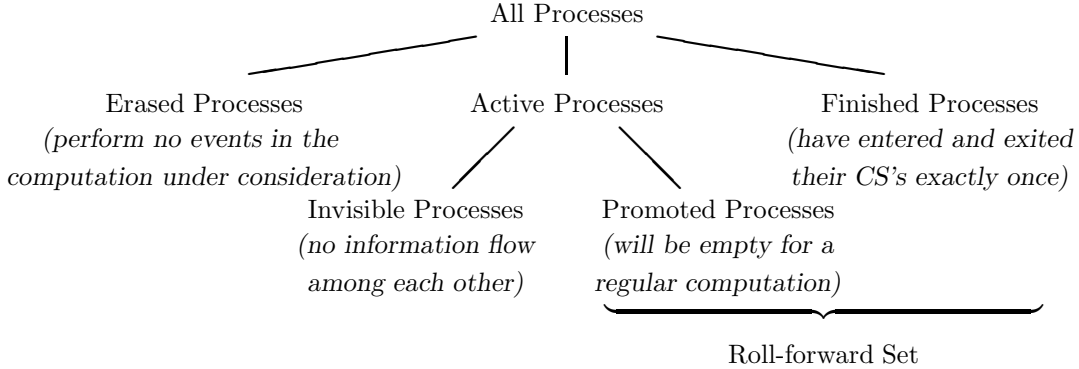 All Processes
Erased Processes
(perform no events in the
computation under consideration)
Active Processes
Finished Processes
(have entered and exited
their CS's exactly once)
Invisible Processes
(no information flow
among each other)
Promoted Processes
(will be empty for a
regular computation)
Roll-forward Set